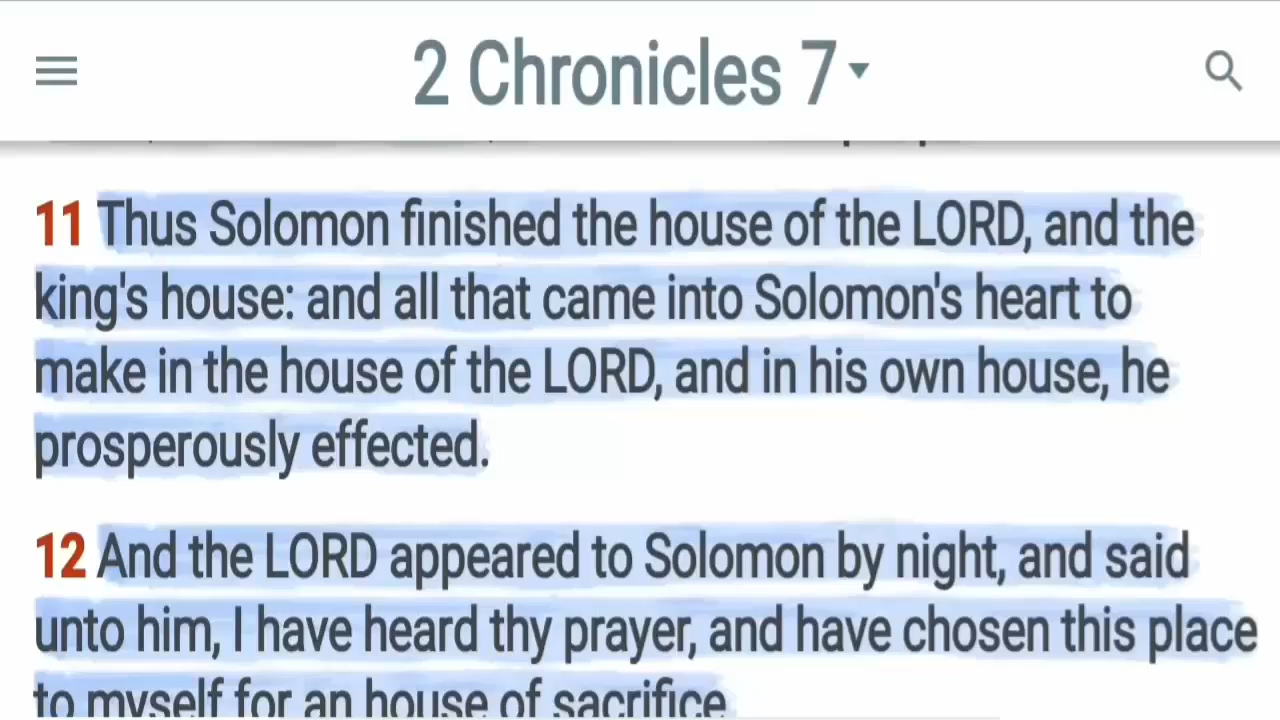 2 Chronicles 7
11 Thus Solomon finished the house of the LORD, and the
king's house: and all that came into Solomon's heart to
make in the house of the LORD, and in his own house, he
prosperously effected.
12 And the LORD appeared to Solomon by night, and said
unto him, I have heard thy prayer, and have chosen this place
to myself for an house of sacrifice